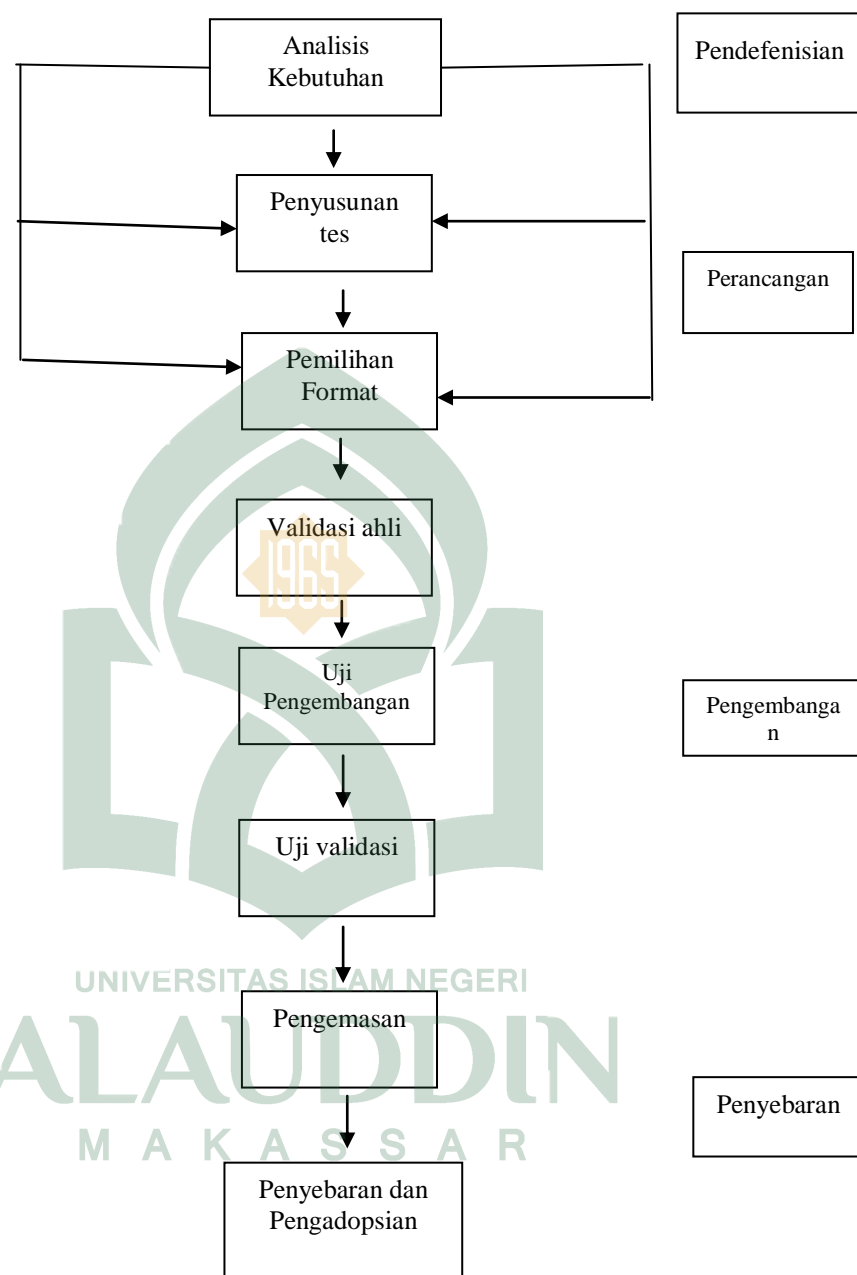 Analisis
Kebutuhan
Pendefenisian
Penyusunan
tes
Perancangan
Pemilihan
Format
Validasi ahli
1965
Uji
Pengembangan
Pengembanga
n
Uji validasi
UNIVERSITAS ISLAM NEGERI
Pengemasan
ALAUDDIN
Penyebaran
MAKASSAR
Penyebaran dan
Pengadopsian